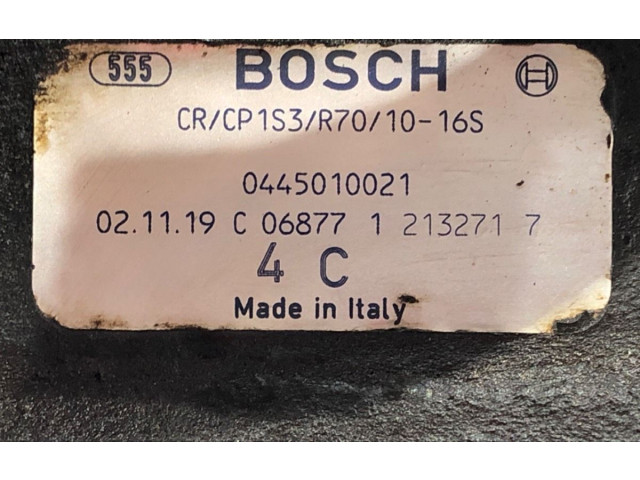 555 BOSCH
CR/CP1S3/R70/10-16S
0445010021
02.11.19 C 06877 1 213271 7
4 C
Made in Italy